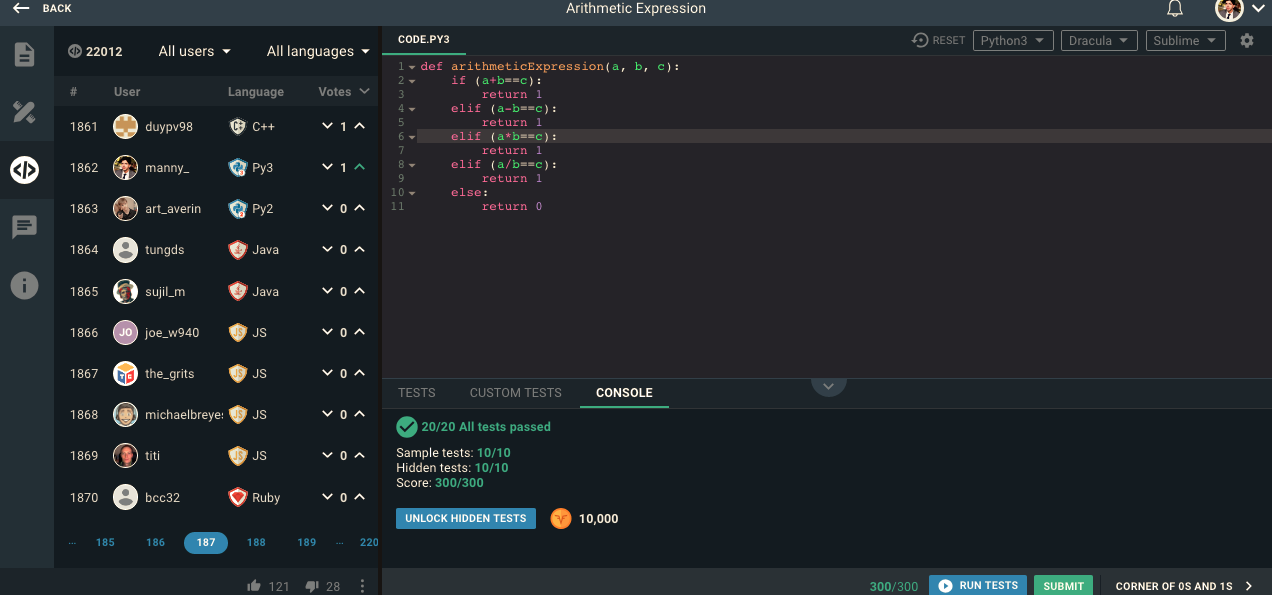 BACK
Arithmetic Expression
22012
All users
All languages
# User Language Votes
1861 duypv98 C++ 1
1862 manny_ Py3 1
1863 art_averin Py2 0
1864 tungds Java 0
1865 sujil_m Java 0
1866 JO joe_w940 JS 0
1867 the_grits JS 0
1868 michaelbreye JS 0
1869 titi JS 0
1870 bcc32 Ruby 0
... 185 186 187 188 189 ... 220
121 28
CODE.PY3
RESET Python3 Dracula Sublime
1 def arithmeticExpression(a, b, c):
2 if (a+b==c):
3 return 1
4 elif (a-b==c):
5 return 1
6 elif (a*b==c):
7 return 1
8 elif (a/b==c):
9 return 1
10 else:
11 return 0
TESTS CUSTOM TESTS CONSOLE
20/20 All tests passed
Sample tests: 10/10
Hidden tests: 10/10
Score: 300/300
UNLOCK HIDDEN TESTS 10,000
300/300 RUN TESTS SUBMIT CORNER OF 0S AND 1S